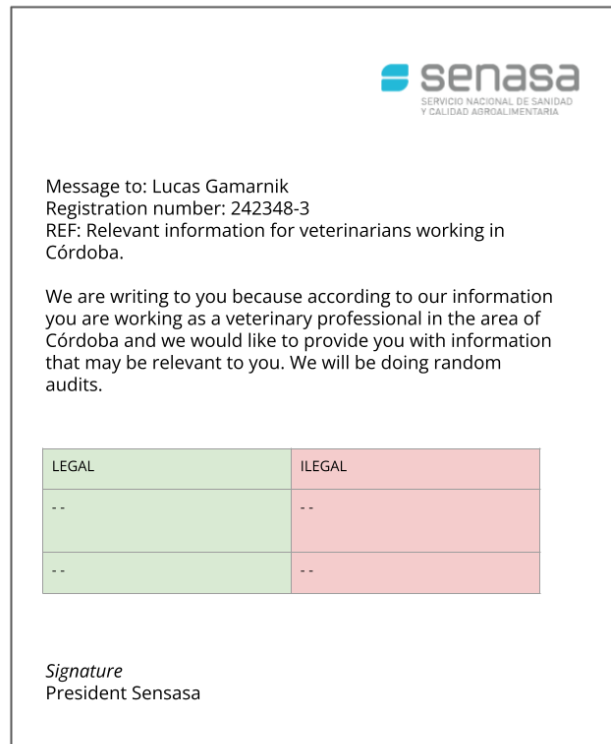 senasa
SERVICIO NACIONAL DE SANIDAD
Y CALIDAD AGROALIMENTARIA
Message to: Lucas Gamarnik
Registration number: 242348-3
REF: Relevant information for veterinarians working in
Córdoba.
We are writing to you because according to our information
you are working as a veterinary professional in the area of
Córdoba and we would like to provide you with information
that may be relevant to you. We will be doing random
audits.
LEGAL ILEGAL
- - - -
- - - -
Signature
President Sensasa